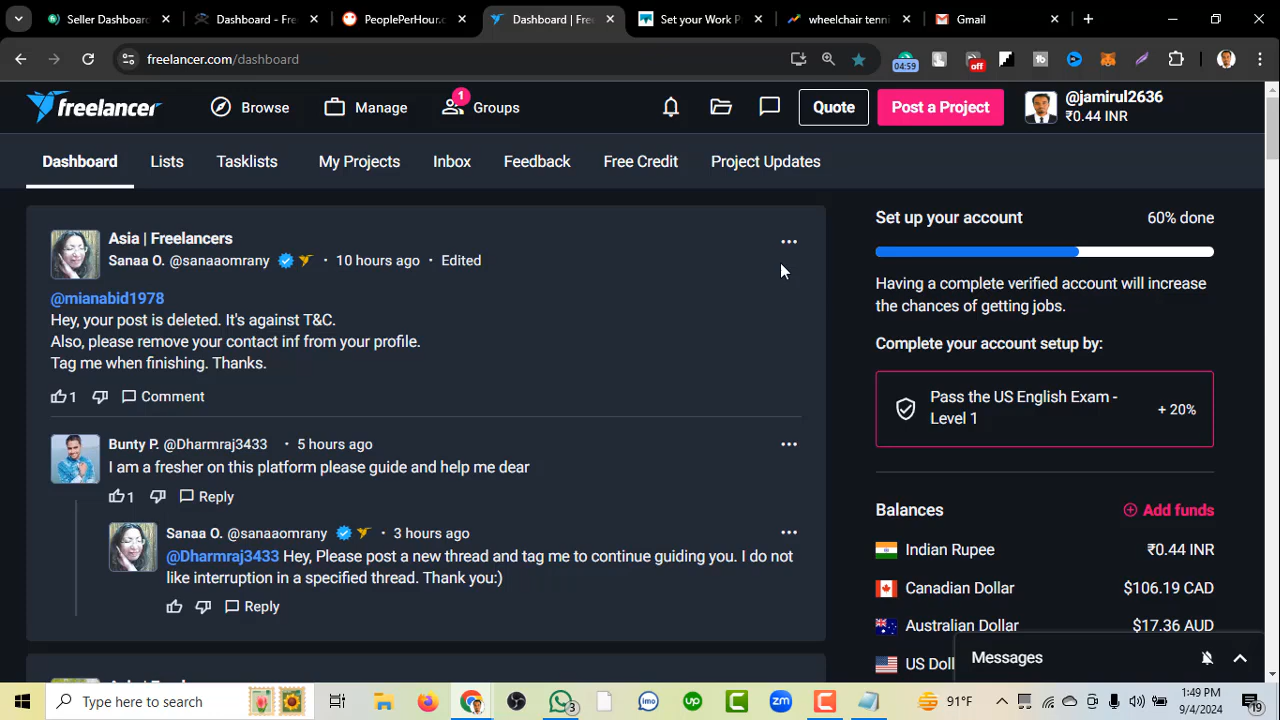 Seller Dashboard
Dashboard - Fre
PeoplePerHour.c
Dashboard | Free
Set your Work P
wheelchair tenni
Gmail
freelancer.com/dashboard
04:59
off
freelancer
Browse
Manage
1
Groups
Quote
Post a Project
@jamirul2636
₹0.44 INR
Dashboard
Lists
Tasklists
My Projects
Inbox
Feedback
Free Credit
Project Updates
Asia | Freelancers
Sanaa O. @sanaaomrany • 10 hours ago • Edited
@mianabid1978
Hey, your post is deleted. It's against T&C.
Also, please remove your contact inf from your profile.
Tag me when finishing. Thanks.
1
Comment
Bunty P. @Dharmraj3433 • 5 hours ago
I am a fresher on this platform please guide and help me dear
1
Reply
Sanaa O. @sanaaomrany • 3 hours ago
@Dharmraj3433 Hey, Please post a new thread and tag me to continue guiding you. I do not
like interruption in a specified thread. Thank you:)
Reply
Set up your account
60% done
Having a complete verified account will increase
the chances of getting jobs.
Complete your account setup by:
Pass the US English Exam -
Level 1
+ 20%
Balances
Add funds
Indian Rupee
₹0.44 INR
Canadian Dollar
$106.19 CAD
Australian Dollar
$17.36 AUD
US Doll
Messages
Type here to search
3
imo
up
zm
91°F
1:49 PM
9/4/2024
19